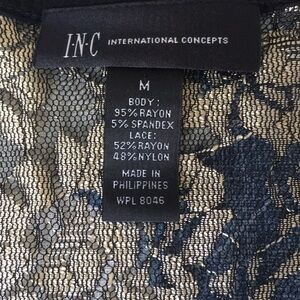 I·N·C INTERNATIONAL CONCEPTS
M
BODY:
95%RAYON
5% SPANDEX
LACE:
52%RAYON
48%NYLON
MADE IN
PHILIPPINES
WPL 8046